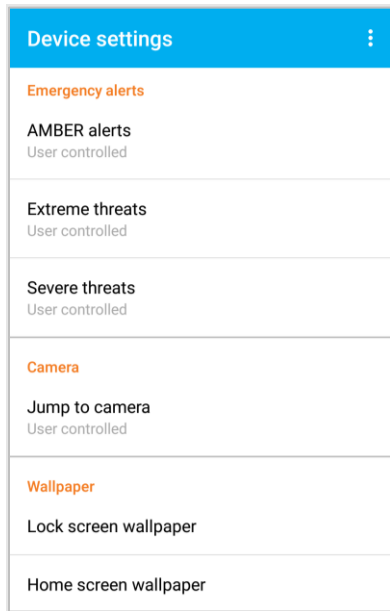 Device settings
Emergency alerts
AMBER alerts
User controlled
Extreme threats
User controlled
Severe threats
User controlled
Camera
Jump to camera
User controlled
Wallpaper
Lock screen wallpaper
Home screen wallpaper